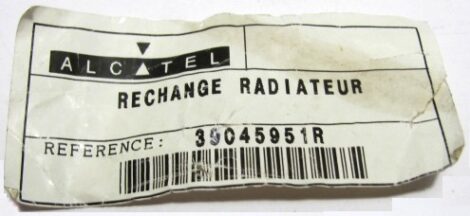 ALCATEL
RECHANGE RADIATEUR
REFERENCE: 39045951R